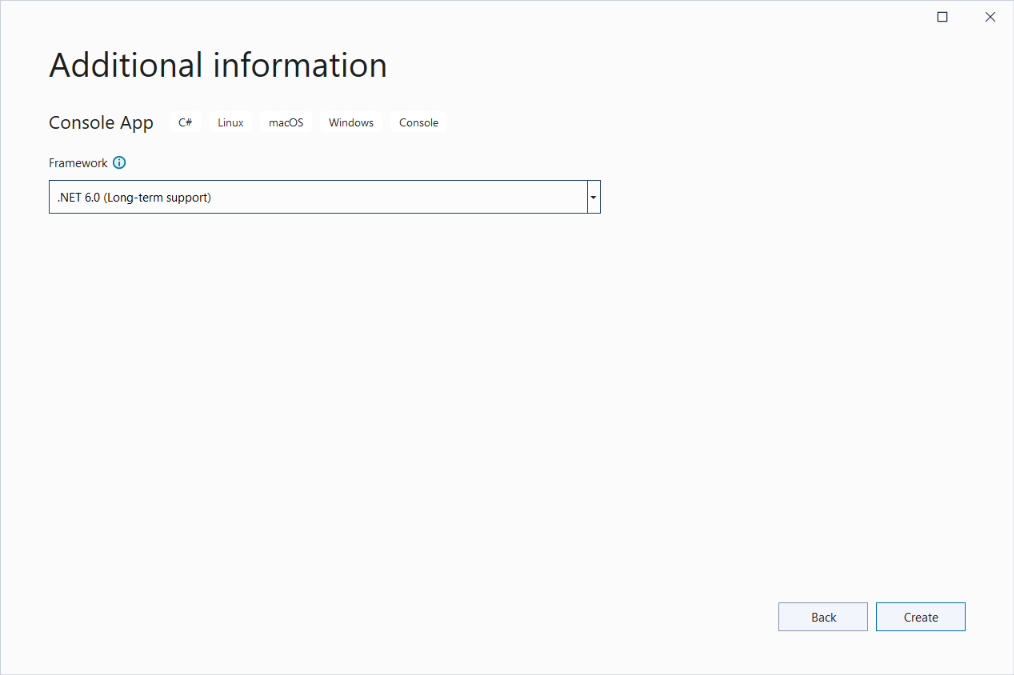 Additional information
Console App C# Linux macOS Windows Console
Framework
.NET 6.0 (Long-term support)
Back Create